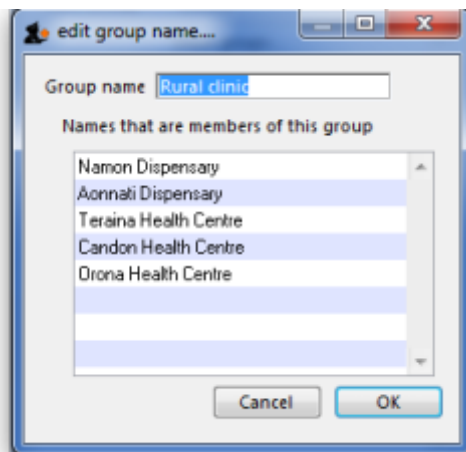 edit group name....
Group name Rural clinic
Names that are members of this group
Namon Dispensary
Aonnati Dispensary
Teraina Health Centre
Candon Health Centre
Orona Health Centre
Cancel OK